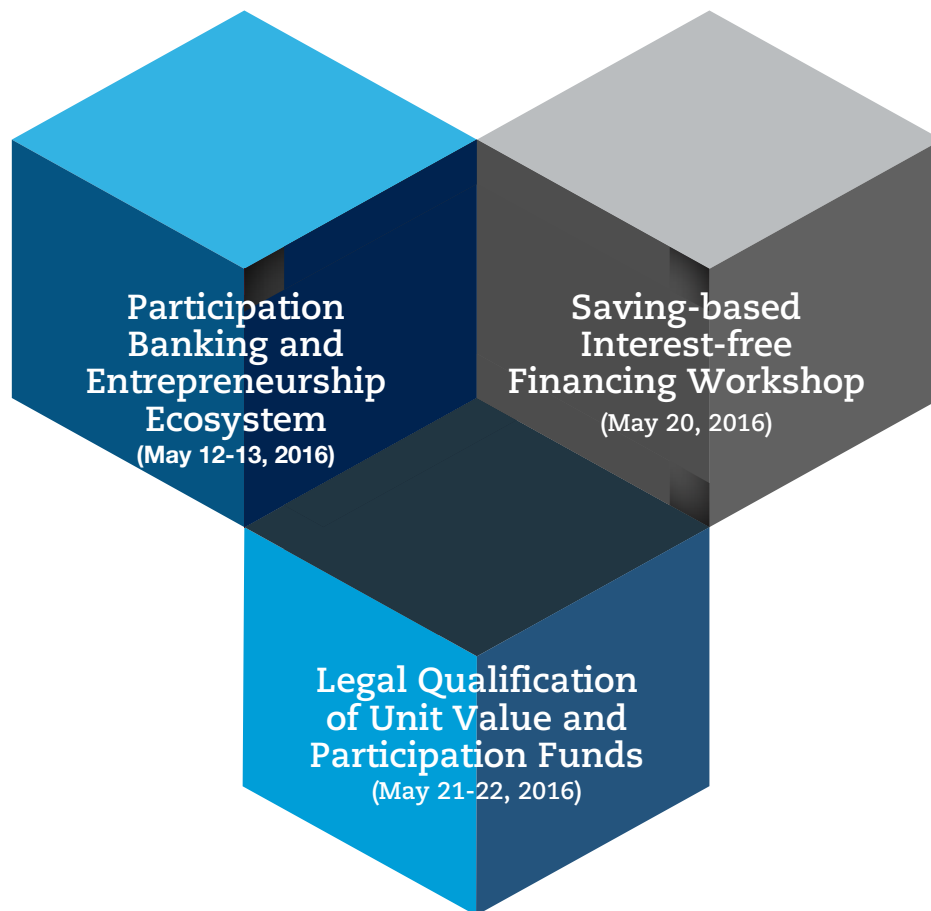 Participation
Banking and
Entrepreneurship
Ecosystem
(May 12-13, 2016)
Saving-based
Interest-free
Financing Workshop
(May 20, 2016)
Legal Qualification
of Unit Value and
Participation Funds
(May 21-22, 2016)